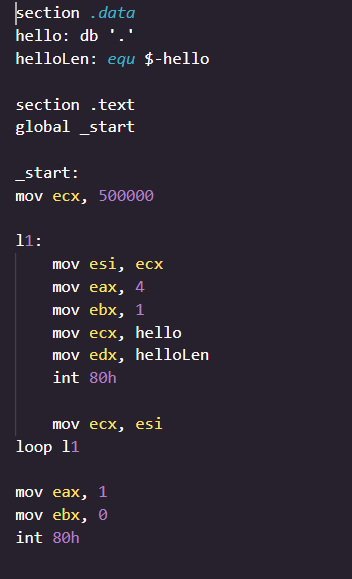 section .data
hello: db '.'
helloLen: equ $-hello

section .text
global _start

_start:
mov ecx, 500000

l1:
    mov esi, ecx
    mov eax, 4
    mov ebx, 1
    mov ecx, hello
    mov edx, helloLen
    int 80h

    mov ecx, esi
loop l1

mov eax, 1
mov ebx, 0
int 80h